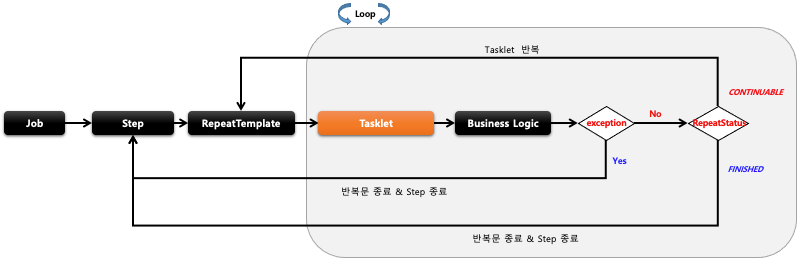 Loop
Tasklet 반복
CONTINUABLE
Job
Step
RepeatTemplate
Tasklet
Business Logic
exception
No
RepeatStatus
Yes
FINISHED
반복문 종료 & Step 종료
반복문 종료 & Step 종료